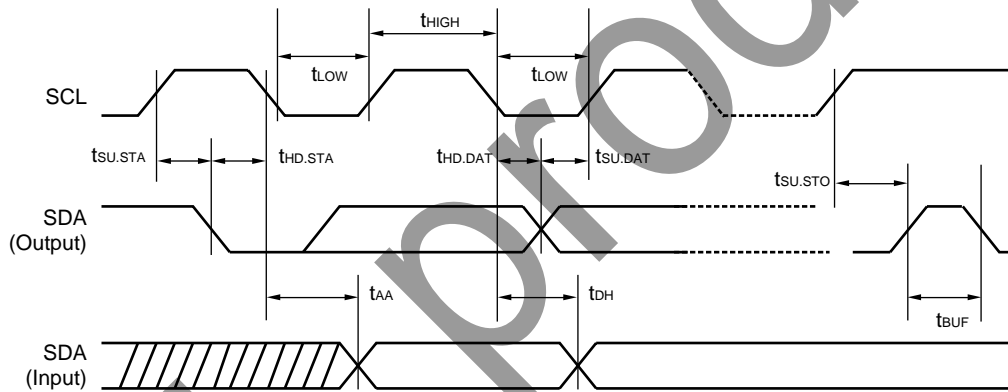 tHIGH
tLOW
tLOW
SCL
tSU.STA
tHD.STA
tHD.DAT
tSU.DAT
tSU.STO
SDA
(Output)
tAA
tDH
tBUF
SDA
(Input)